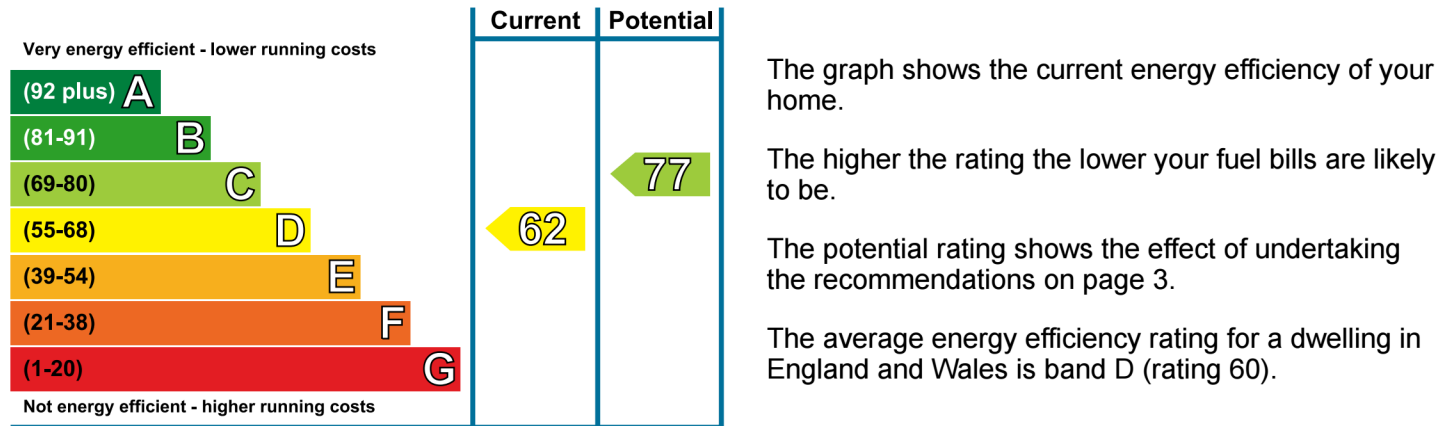 Current Potential
Very energy efficient - lower running costs
(92 plus) A
(81-91) B
(69-80) C
77
(55-68) D
62
(39-54) E
(21-38) F
(1-20) G
Not energy efficient - higher running costs
The graph shows the current energy efficiency of your
home.
The higher the rating the lower your fuel bills are likely
to be.
The potential rating shows the effect of undertaking
the recommendations on page 3.
The average energy efficiency rating for a dwelling in
England and Wales is band D (rating 60).